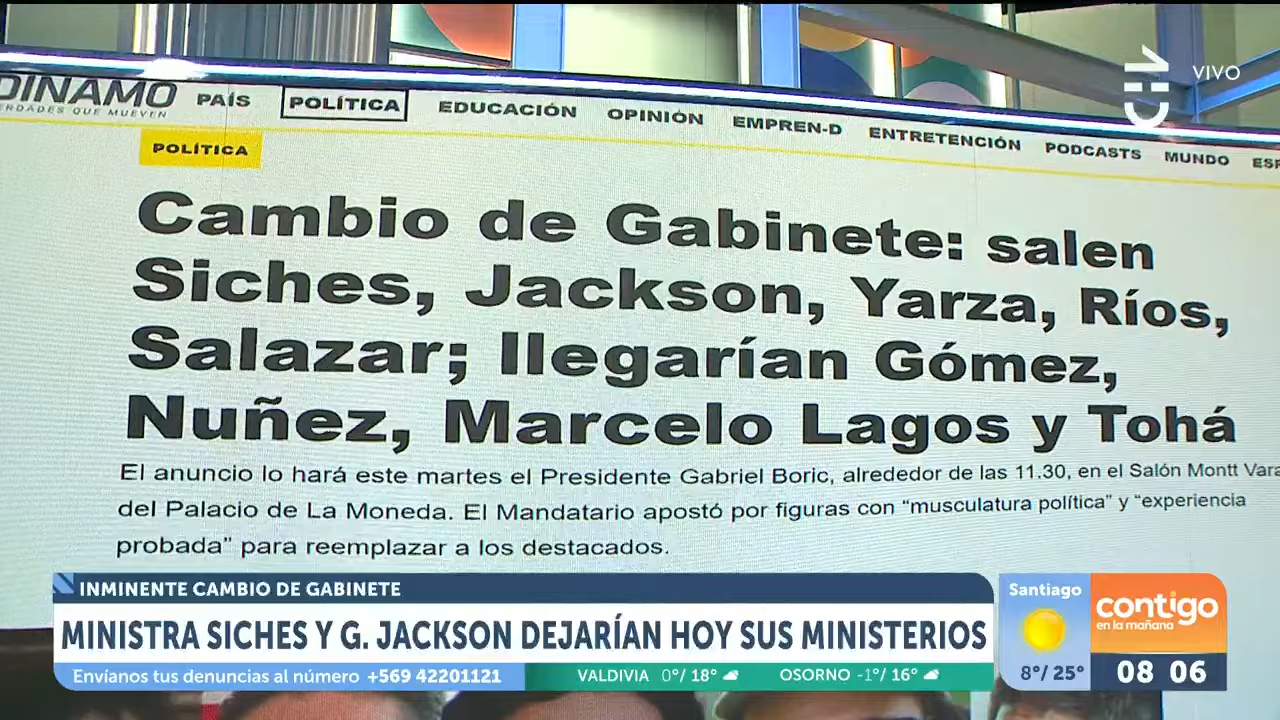 VIVO
DINAMO
ERDADES QUE MUEVEN
PAÍS
POLÍTICA
EDUCACIÓN
OPINIÓN
EMPREN-D
ENTRETENCIÓN
PODCASTS
MUNDO
ESP
POLÍTICA
Cambio de Gabinete: salen
Siches, Jackson, Yarza, Ríos,
Salazar; llegarían Gómez,
Nuñez, Marcelo Lagos y Tohá
El anuncio lo hará este martes el Presidente Gabriel Boric, alrededor de las 11.30, en el Salón Montt Vara
del Palacio de La Moneda. El Mandatario apostó por figuras con “musculatura política” y “experiencia
probada” para reemplazar a los destacados.
INMINENTE CAMBIO DE GABINETE
MINISTRA SICHES Y G. JACKSON DEJARÍAN HOY SUS MINISTERIOS
Envíanos tus denuncias al número +569 42201121
VALDIVIA 0°/ 18°
OSORNO -1°/ 16°
Santiago
8°/ 25°
contigo
en la mañana
08 06